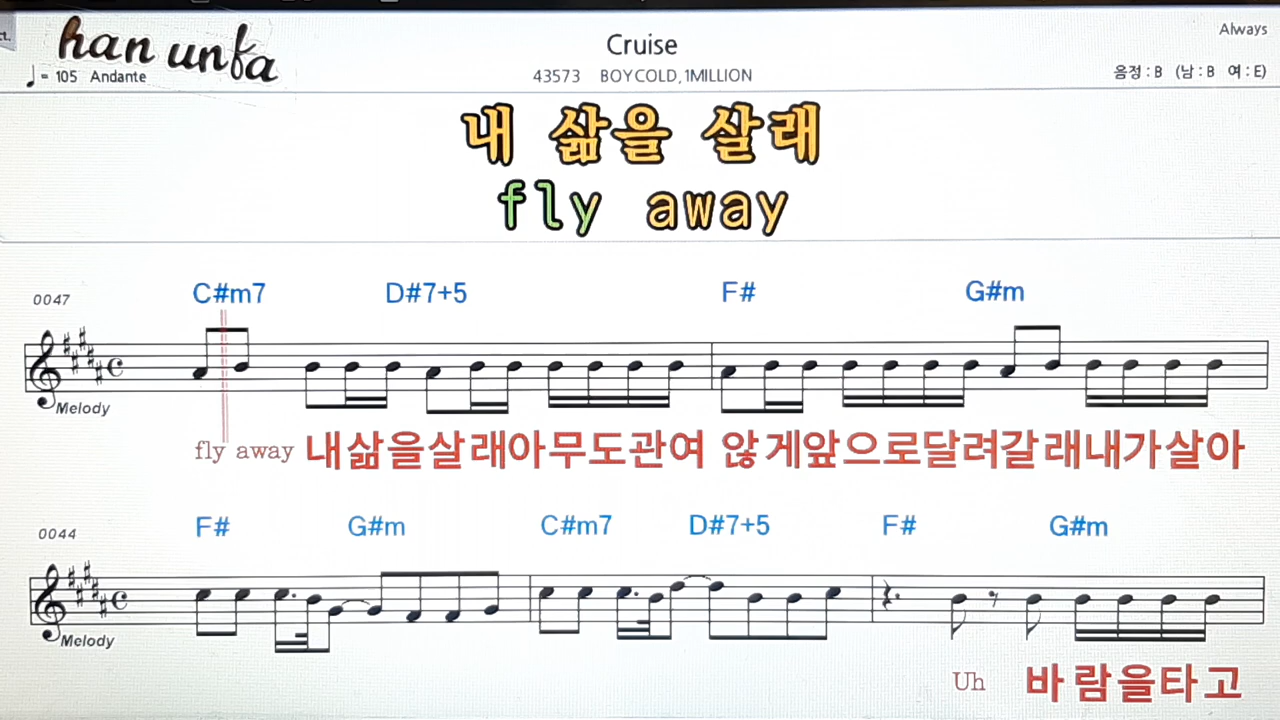 ct.
han unfa
Cruise
Always
♩= 105 Andante
43573 BOYCOLD,1MILLION
음정 : B (남 : B 여 : E)
내 삶을 살래
fly away
0047
C#m7 D#7+5 F# G#m
Melody
fly away 내삶을살래아무도관여 않게앞으로달려갈래내가살아
0044
F# G#m C#m7 D#7+5 F# G#m
Melody
Uh 바람을타고